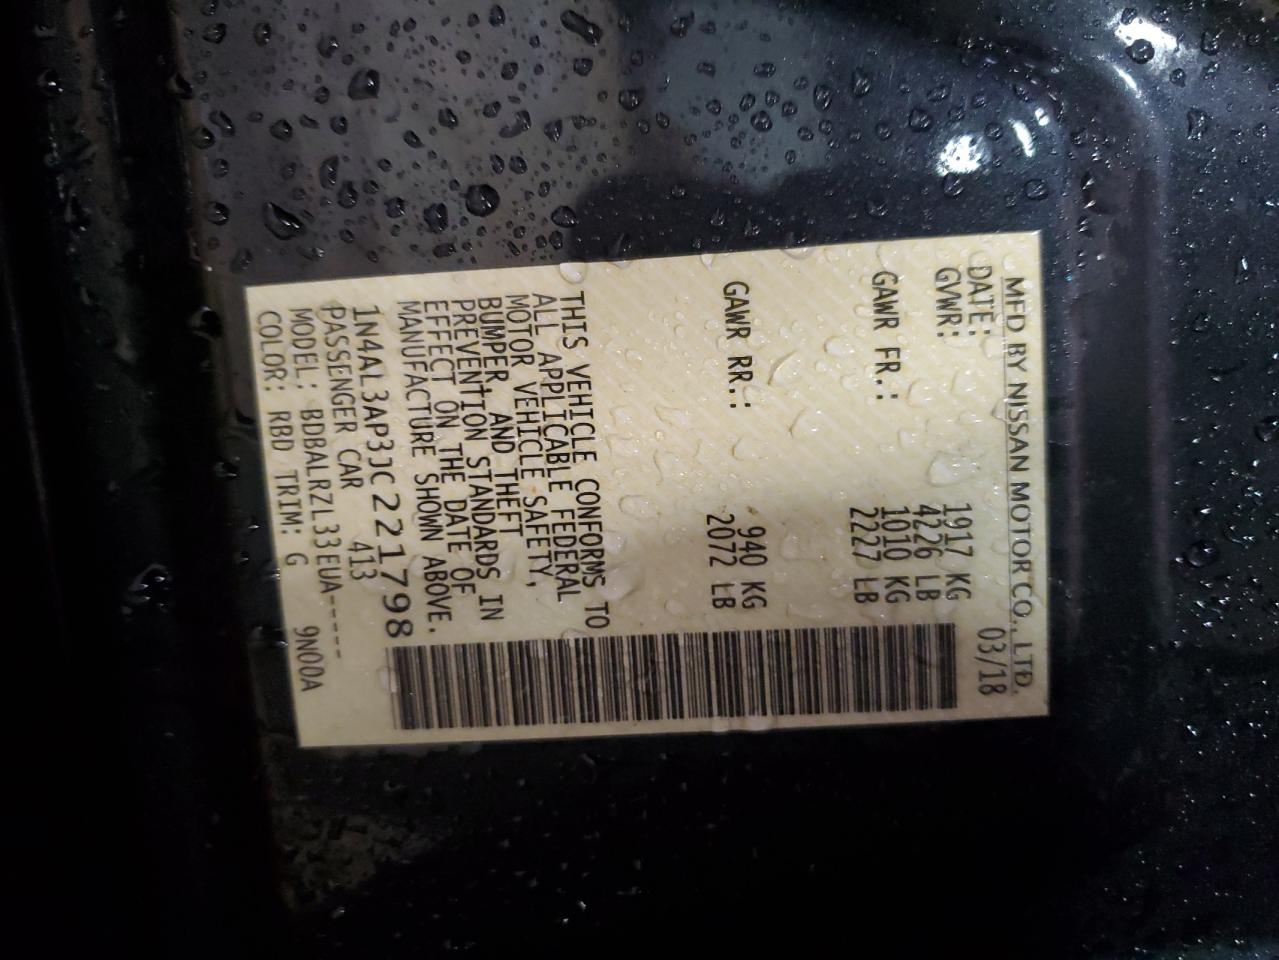 MFD BY NISSAN MOTOR CO., LTD.
DATE: 03/18
GVWR: 1917 KG
4226 LB
GAWR FR.: 1010 KG
2227 LB
GAWR RR.: 940 KG
2072 LB
THIS VEHICLE CONFORMS TO
ALL APPLICABLE FEDERAL
MOTOR VEHICLE SAFETY,
BUMPER, AND THEFT
PREVENTION STANDARDS IN
EFFECT ON THE DATE OF
MANUFACTURE SHOWN ABOVE.
1N4AL3AP3JC221798
PASSENGER CAR 413
MODEL: BDBALRZL33EUA-----
COLOR: RBD TRIM: G 9N00A